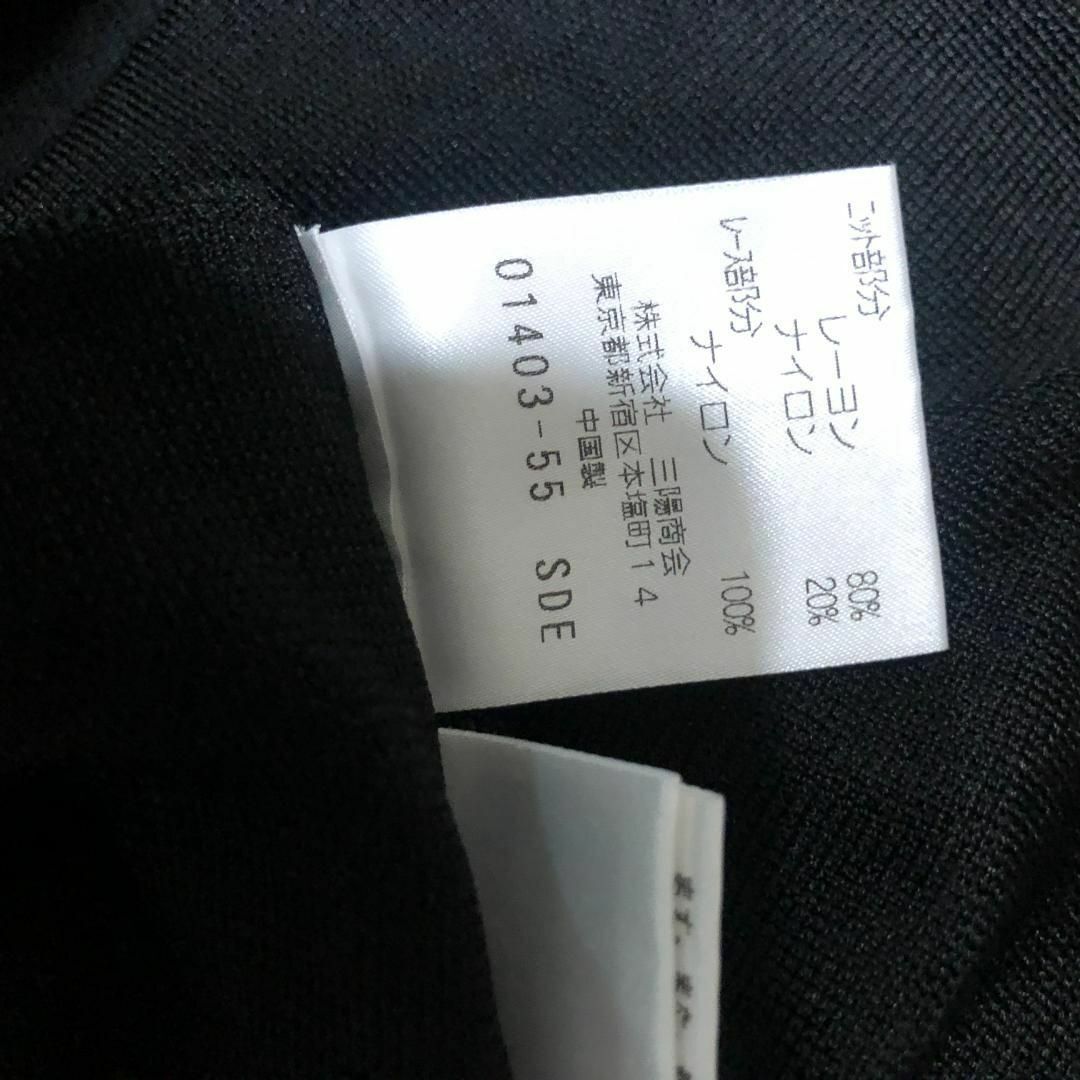 ニット部分
レーヨン 80%
ナイロン 20%
レース部分
ナイロン 100%
株式会社 三陽商会
東京都新宿区本塩町14
中国製
01403-55 SDE
ます。